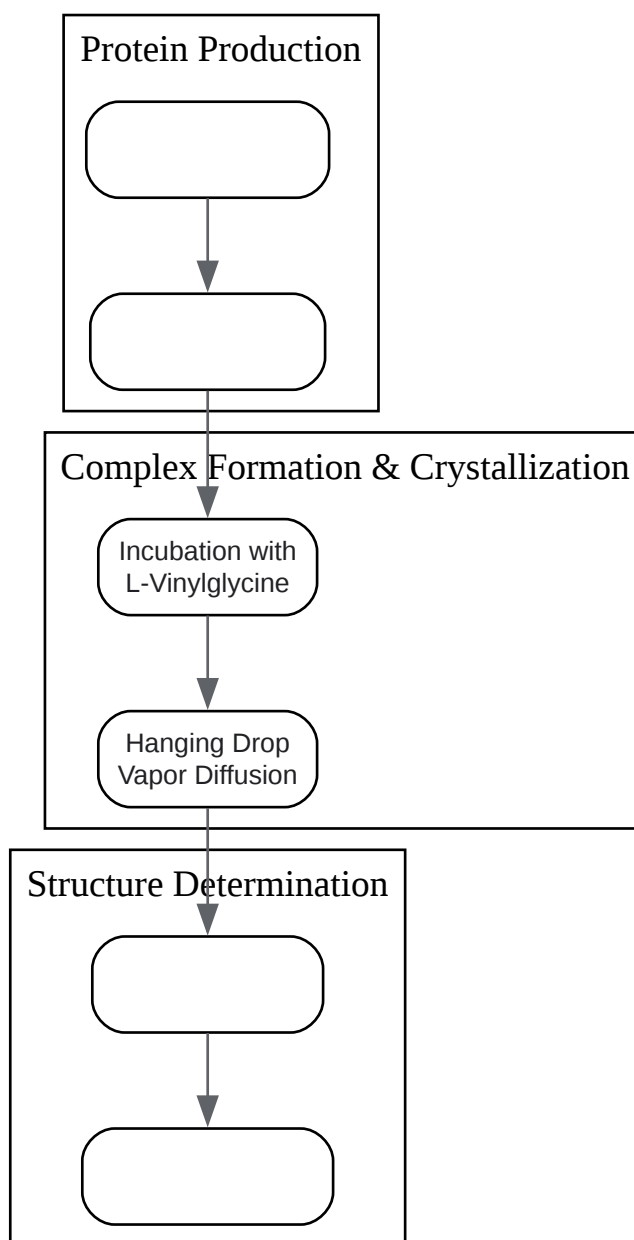 Protein Production
Complex Formation & Crystallization
Incubation with
L-Vinylglycine
Hanging Drop
Vapor Diffusion
Structure Determination